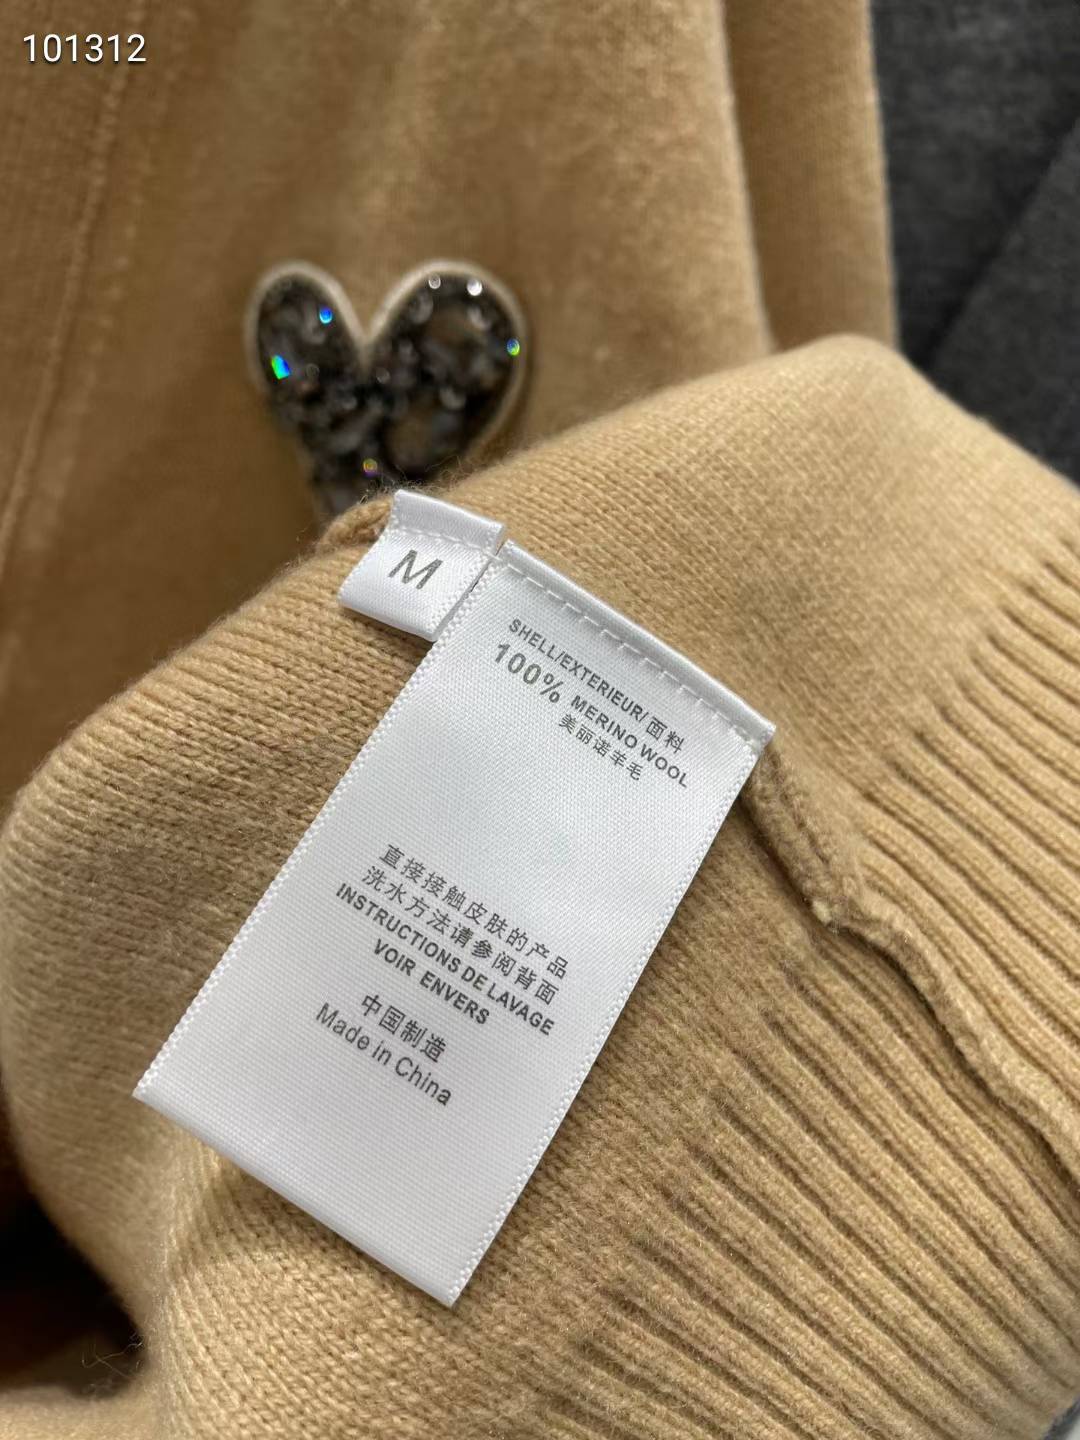 101312
M
SHELL/EXTERIEUR/面料
100% MERINO WOOL
美丽诺羊毛
直接接触皮肤的产品
洗水方法请参阅背面
INSTRUCTIONS DE LAVAGE
VOIR ENVERS
中国制造
Made in China